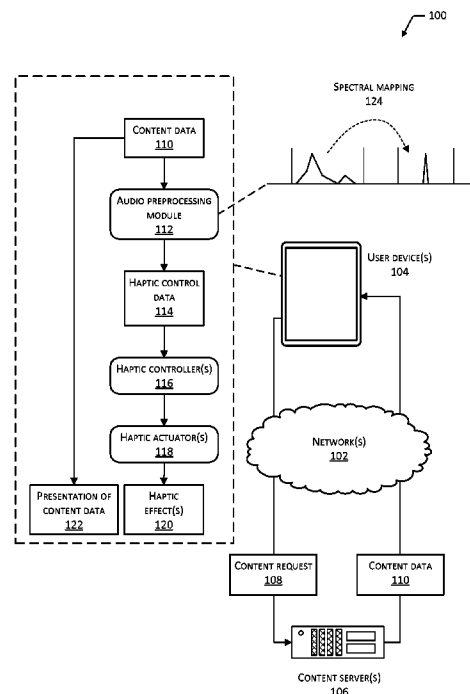 100
SPECTRAL MAPPING
124
CONTENT DATA
110
AUDIO PREPROCESSING
MODULE
112
HAPTIC CONTROL
DATA
114
HAPTIC CONTROLLER(S)
116
HAPTIC ACTUATOR(S)
118
PRESENTATION OF
CONTENT DATA
122
HAPTIC
EFFECT(S)
120
USER DEVICE(S)
104
NETWORK(S)
102
CONTENT REQUEST
108
CONTENT DATA
110
CONTENT SERVER(S)
106